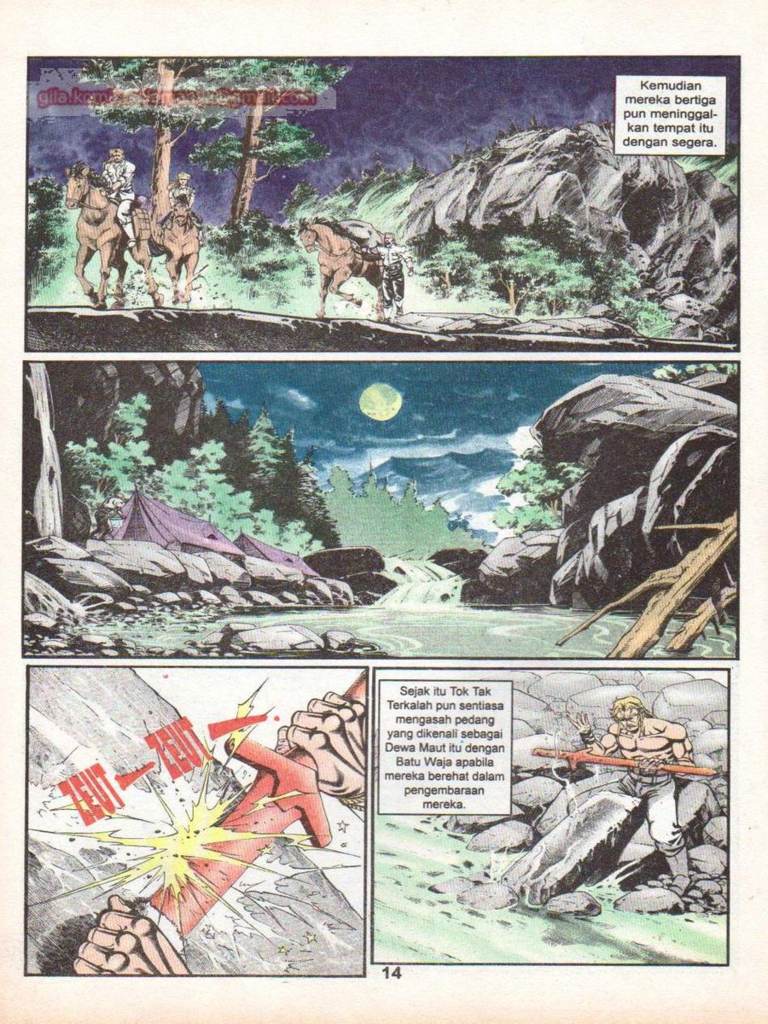 Kemudian
mereka bertiga
pun meninggal-
kan tempat itu
dengan segera.
ZEUT - ZEUT -
Sejak itu Tok Tak
Terkalah pun sentiasa
mengasah pedang
yang dikenali sebagai
Dewa Maut itu dengan
Batu Waja apabila
mereka berehat dalam
pengembaraan
mereka.
14